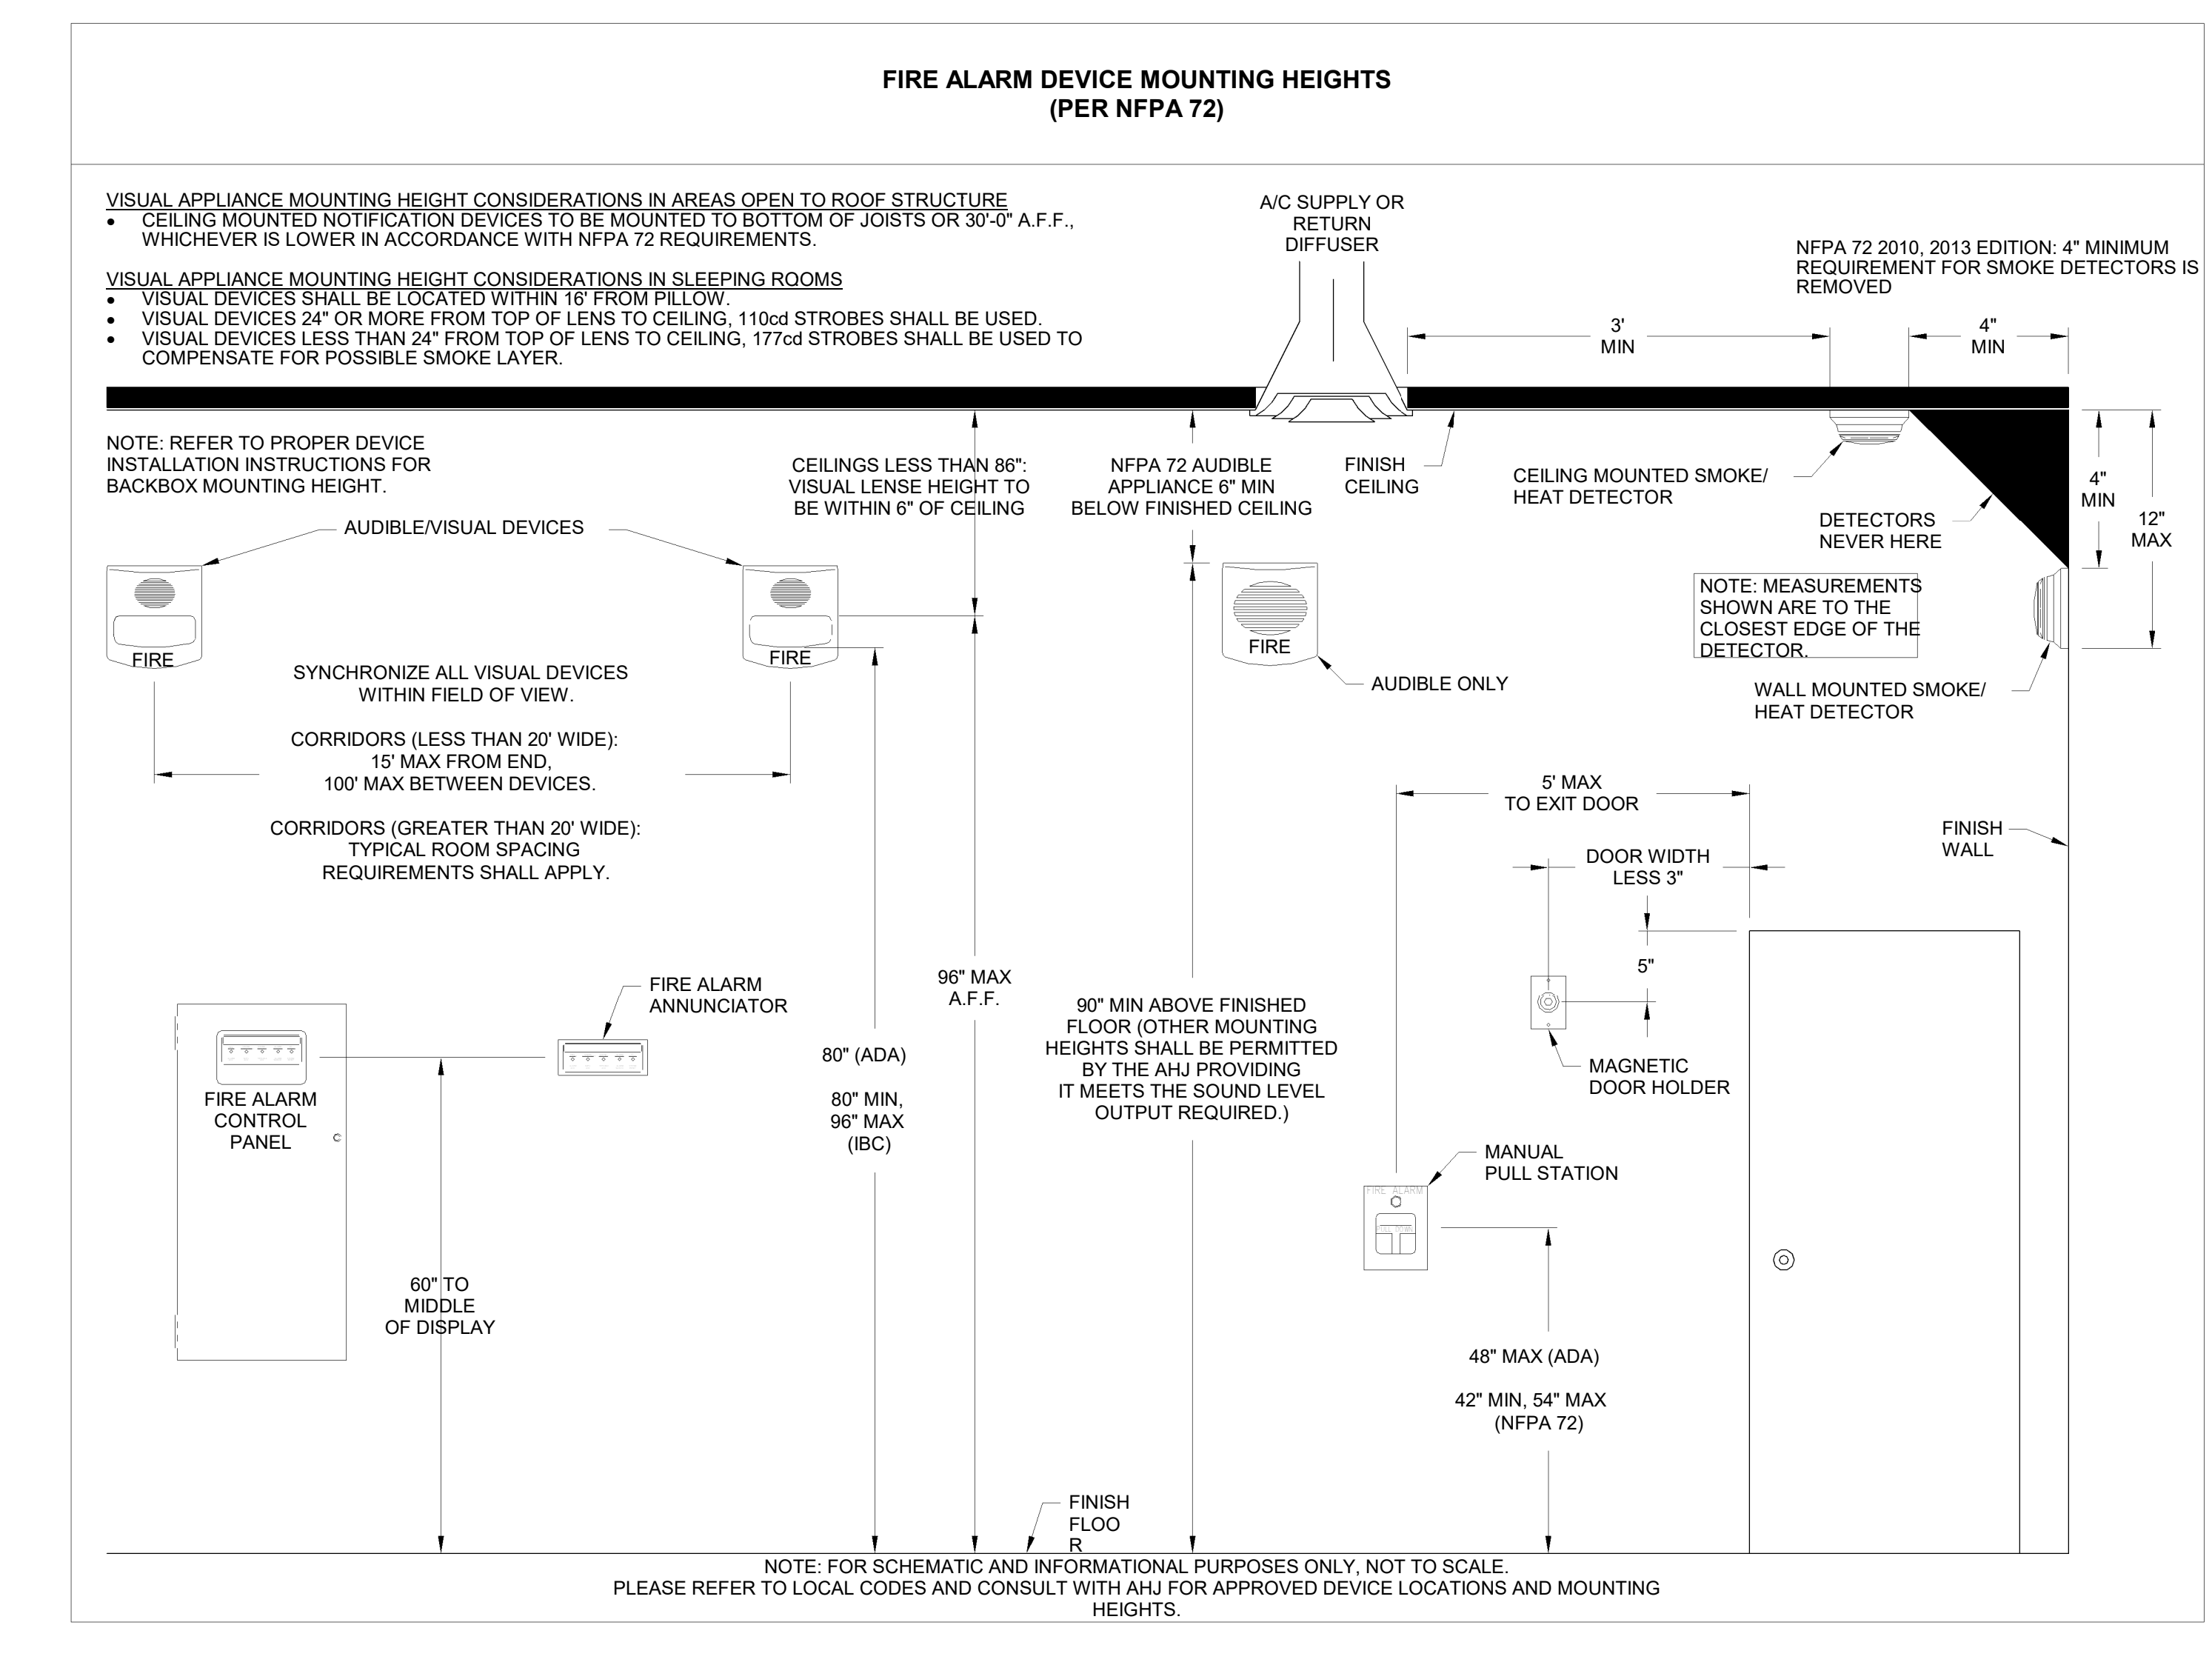 FIRE ALARM DEVICE MOUNTING HEIGHTS
(PER NFPA 72)
VISUAL APPLIANCE MOUNTING HEIGHT CONSIDERATIONS IN AREAS OPEN TO ROOF STRUCTURE
• CEILING MOUNTED NOTIFICATION DEVICES TO BE MOUNTED TO BOTTOM OF JOISTS OR 30'-0" A.F.F.,
WHICHEVER IS LOWER IN ACCORDANCE WITH NFPA 72 REQUIREMENTS.
VISUAL APPLIANCE MOUNTING HEIGHT CONSIDERATIONS IN SLEEPING ROOMS
• VISUAL DEVICES SHALL BE LOCATED WITHIN 16' FROM PILLOW.
• VISUAL DEVICES 24" OR MORE FROM TOP OF LENS TO CEILING, 110cd STROBES SHALL BE USED.
• VISUAL DEVICES LESS THAN 24" FROM TOP OF LENS TO CEILING, 177cd STROBES SHALL BE USED TO
COMPENSATE FOR POSSIBLE SMOKE LAYER.
A/C SUPPLY OR
RETURN
DIFFUSER
NFPA 72 2010, 2013 EDITION: 4" MINIMUM
REQUIREMENT FOR SMOKE DETECTORS IS
REMOVED
3'
MIN
4"
MIN
NOTE: REFER TO PROPER DEVICE
INSTALLATION INSTRUCTIONS FOR
BACKBOX MOUNTING HEIGHT.
CEILINGS LESS THAN 86":
VISUAL LENSE HEIGHT TO
BE WITHIN 6" OF CEILING
NFPA 72 AUDIBLE
APPLIANCE 6" MIN
BELOW FINISHED CEILING
FINISH
CEILING
CEILING MOUNTED SMOKE/
HEAT DETECTOR
DETECTORS
NEVER HERE
4"
MIN
12"
MAX
AUDIBLE/VISUAL DEVICES
FIRE
FIRE
FIRE
AUDIBLE ONLY
NOTE: MEASUREMENTS
SHOWN ARE TO THE
CLOSEST EDGE OF THE
DETECTOR.
WALL MOUNTED SMOKE/
HEAT DETECTOR
SYNCHRONIZE ALL VISUAL DEVICES
WITHIN FIELD OF VIEW.
CORRIDORS (LESS THAN 20' WIDE):
15' MAX FROM END,
100' MAX BETWEEN DEVICES.
CORRIDORS (GREATER THAN 20' WIDE):
TYPICAL ROOM SPACING
REQUIREMENTS SHALL APPLY.
5' MAX
TO EXIT DOOR
DOOR WIDTH
LESS 3"
FINISH
WALL
5"
MAGNETIC
DOOR HOLDER
FIRE ALARM
ANNUNCIATOR
FIRE ALARM
CONTROL
PANEL
80" (ADA)
80" MIN,
96" MAX
(IBC)
96" MAX
A.F.F.
90" MIN ABOVE FINISHED
FLOOR (OTHER MOUNTING
HEIGHTS SHALL BE PERMITTED
BY THE AHJ PROVIDING
IT MEETS THE SOUND LEVEL
OUTPUT REQUIRED.)
MANUAL
PULL STATION
FIRE ALARM
PULL DOWN
60" TO
MIDDLE
OF DISPLAY
48" MAX (ADA)
42" MIN, 54" MAX
(NFPA 72)
FINISH
FLOO
R
NOTE: FOR SCHEMATIC AND INFORMATIONAL PURPOSES ONLY, NOT TO SCALE.
PLEASE REFER TO LOCAL CODES AND CONSULT WITH AHJ FOR APPROVED DEVICE LOCATIONS AND MOUNTING
HEIGHTS.